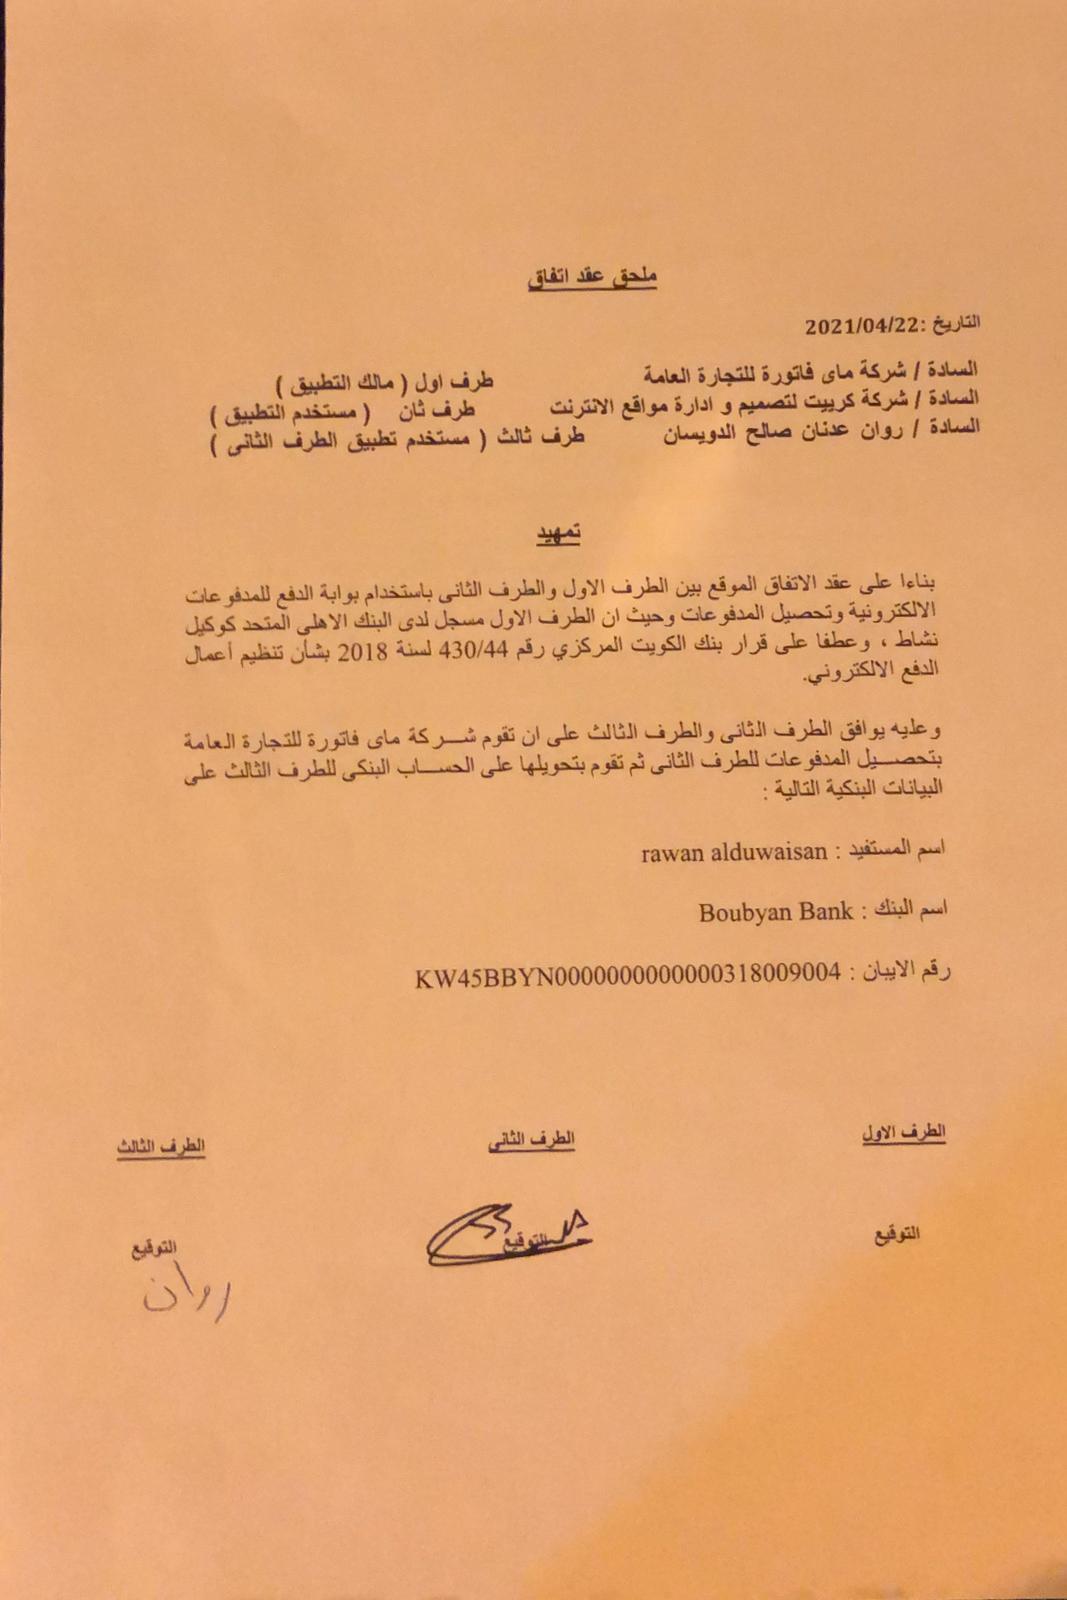 ملحق عقد اتفاق
التاريخ :2021/04/22
السادة / شركة ماى فاتورة للتجارة العامة طرف اول ( مالك التطبيق )
السادة / شركة كرييت لتصميم و ادارة مواقع الانترنت طرف ثان ( مستخدم التطبيق )
السادة / روان عدنان صالح الدويسان طرف ثالث ( مستخدم تطبيق الطرف الثانى )
تمهيد
بناءا على عقد الاتفاق الموقع بين الطرف الاول والطرف الثانى باستخدام بوابة الدفع للمدفوعات
الالكترونية وتحصيل المدفوعات وحيث ان الطرف الاول مسجل لدى البنك الاهلى المتحد كوكيل
نشاط ، وعطفا على قرار بنك الكويت المركزي رقم 430/44 لسنة 2018 بشأن تنظيم أعمال
الدفع الالكتروني.
وعليه يوافق الطرف الثانى والطرف الثالث على ان تقوم شركة ماى فاتورة للتجارة العامة
بتحصيل المدفوعات للطرف الثانى ثم تقوم بتحويلها على الحساب البنكى للطرف الثالث على
البيانات البنكية التالية :
اسم المستفيد : rawan alduwaisan
اسم البنك : Boubyan Bank
رقم الايبان : KW45BBYN0000000000000318009004
الطرف الاول الطرف الثانى الطرف الثالث
التوقيع التوقيع التوقيع
روان